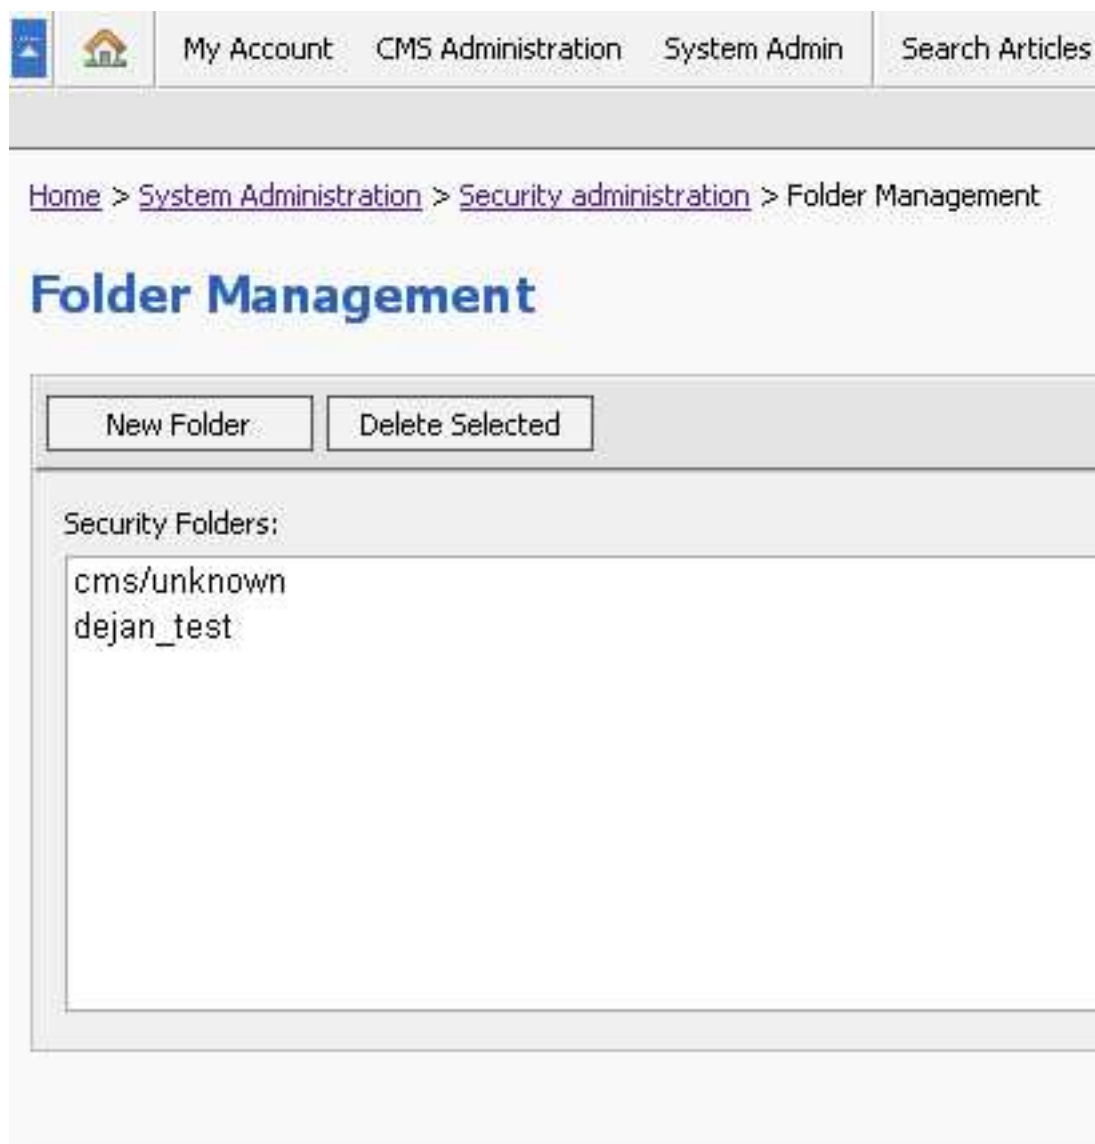 My Account CMS Administration System Admin Search Articles
Home > System Administration > Security administration > Folder Management
Folder Management
New Folder Delete Selected
Security Folders:
cms/unknown
dejan_test